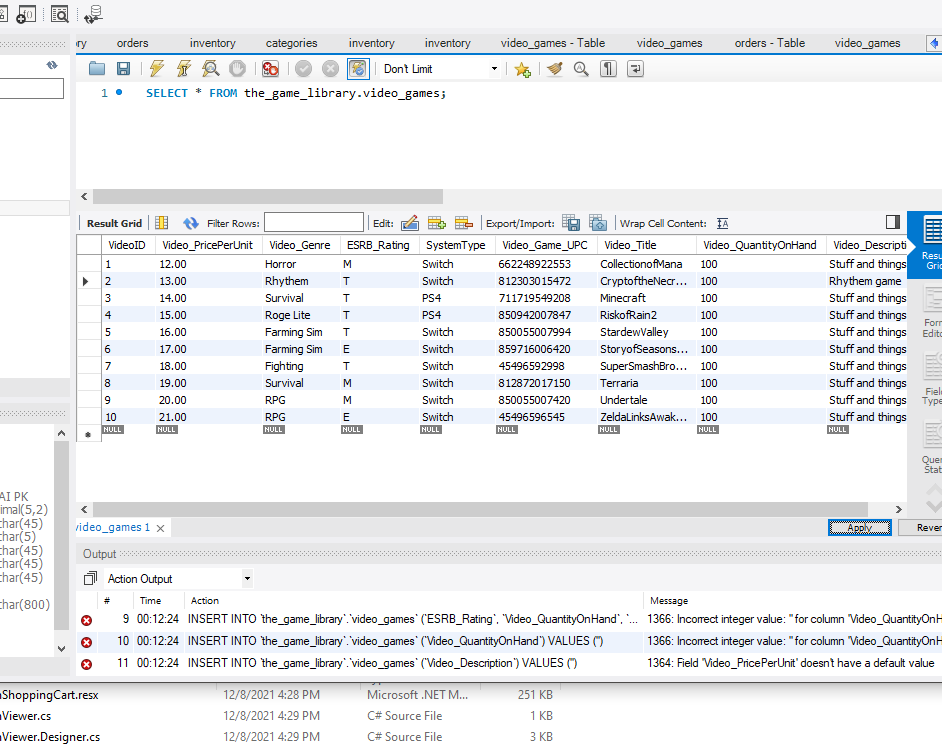 ry orders inventory categories inventory inventory video_games - Table video_games orders - Table video_games
Don't Limit
1 SELECT * FROM the_game_library.video_games;
Result Grid Filter Rows: Edit: Export/Import: Wrap Cell Content:
VideoID Video_PricePerUnit Video_Genre ESRB_Rating SystemType Video_Game_UPC Video_Title Video_QuantityOnHand Video_Descripti
1 12.00 Horror M Switch 662248922553 CollectionofMana 100 Stuff and things
2 13.00 Rhythem T Switch 812303015472 CryptoftheNecr... 100 Rhythem game
3 14.00 Survival T PS4 711719549208 Minecraft 100 Stuff and things
4 15.00 Roge Lite T PS4 850942007847 RiskofRain2 100 Stuff and things
5 16.00 Farming Sim T Switch 850055007994 StardewValley 100 Stuff and things
6 17.00 Farming Sim E Switch 859716006420 StoryofSeasons... 100 Stuff and things
7 18.00 Fighting T Switch 45496592998 SuperSmashBro... 100 Stuff and things
8 19.00 Survival M Switch 812872017150 Terraria 100 Stuff and things
9 20.00 RPG M Switch 850055007420 Undertale 100 Stuff and things
10 21.00 RPG E Switch 45496596545 ZeldaLinksAwak... 100 Stuff and things
NULL NULL NULL NULL NULL NULL NULL NULL NULL
Resu
Grid
Form
Edito
Field
Type
Quer
Stat
AI PK
imal(5,2)
char(45)
char(5)
char(45)
char(45)
char(45)
char(800)
video_games 1 Apply Rever
Output
Action Output
# Time Action Message
9 00:12:24 INSERT INTO `the_game_library`.`video_games` (`ESRB_Rating`, `Video_QuantityOnHand`, `... 1366: Incorrect integer value: '' for column 'Video_QuantityOnH
10 00:12:24 INSERT INTO `the_game_library`.`video_games` (`Video_QuantityOnHand`) VALUES ('') 1366: Incorrect integer value: '' for column 'Video_QuantityOnH
11 00:12:24 INSERT INTO `the_game_library`.`video_games` (`Video_Description`) VALUES ('') 1364: Field 'Video_PricePerUnit' doesn't have a default value
nShoppingCart.resx 12/8/2021 4:28 PM Microsoft .NET M... 251 KB
nViewer.cs 12/8/2021 4:29 PM C# Source File 1 KB
nViewer.Designer.cs 12/8/2021 4:29 PM C# Source File 3 KB